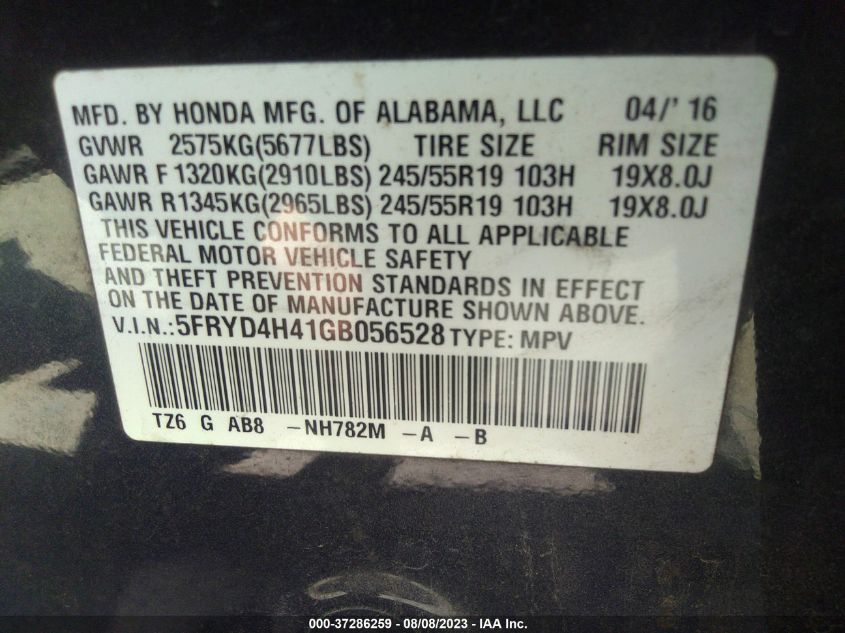 MFD. BY HONDA MFG. OF ALABAMA, LLC 04/' 16
GVWR 2575KG(5677LBS) TIRE SIZE RIM SIZE
GAWR F 1320KG(2910LBS) 245/55R19 103H 19X8.0J
GAWR R1345KG(2965LBS) 245/55R19 103H 19X8.0J
THIS VEHICLE CONFORMS TO ALL APPLICABLE
FEDERAL MOTOR VEHICLE SAFETY
AND THEFT PREVENTION STANDARDS IN EFFECT
ON THE DATE OF MANUFACTURE SHOWN ABOVE.
V.I.N.:5FRYD4H41GB056528 TYPE: MPV
TZ6 G AB8 -NH782M -A -B
000-37286259 - 08/08/2023 - IAA Inc.